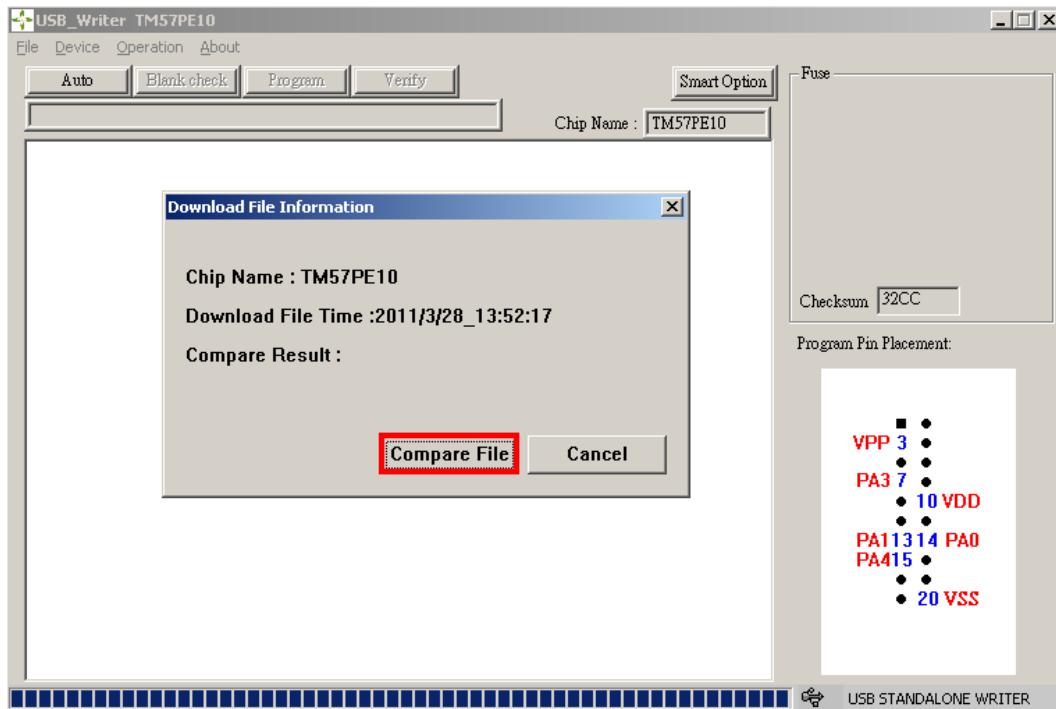 USB_Writer TM57PE10
File Device Operation About
Auto Blank check Program Verify Smart Option
Chip Name : TM57PE10
Fuse
Checksum 32CC
Download File Information
Chip Name : TM57PE10
Download File Time :2011/3/28_13:52:17
Compare Result :
Compare File Cancel
Program Pin Placement:
VPP 3
PA3 7
10 VDD
PA1 13 14 PA0
PA4 15
20 VSS
USB STANDALONE WRITER